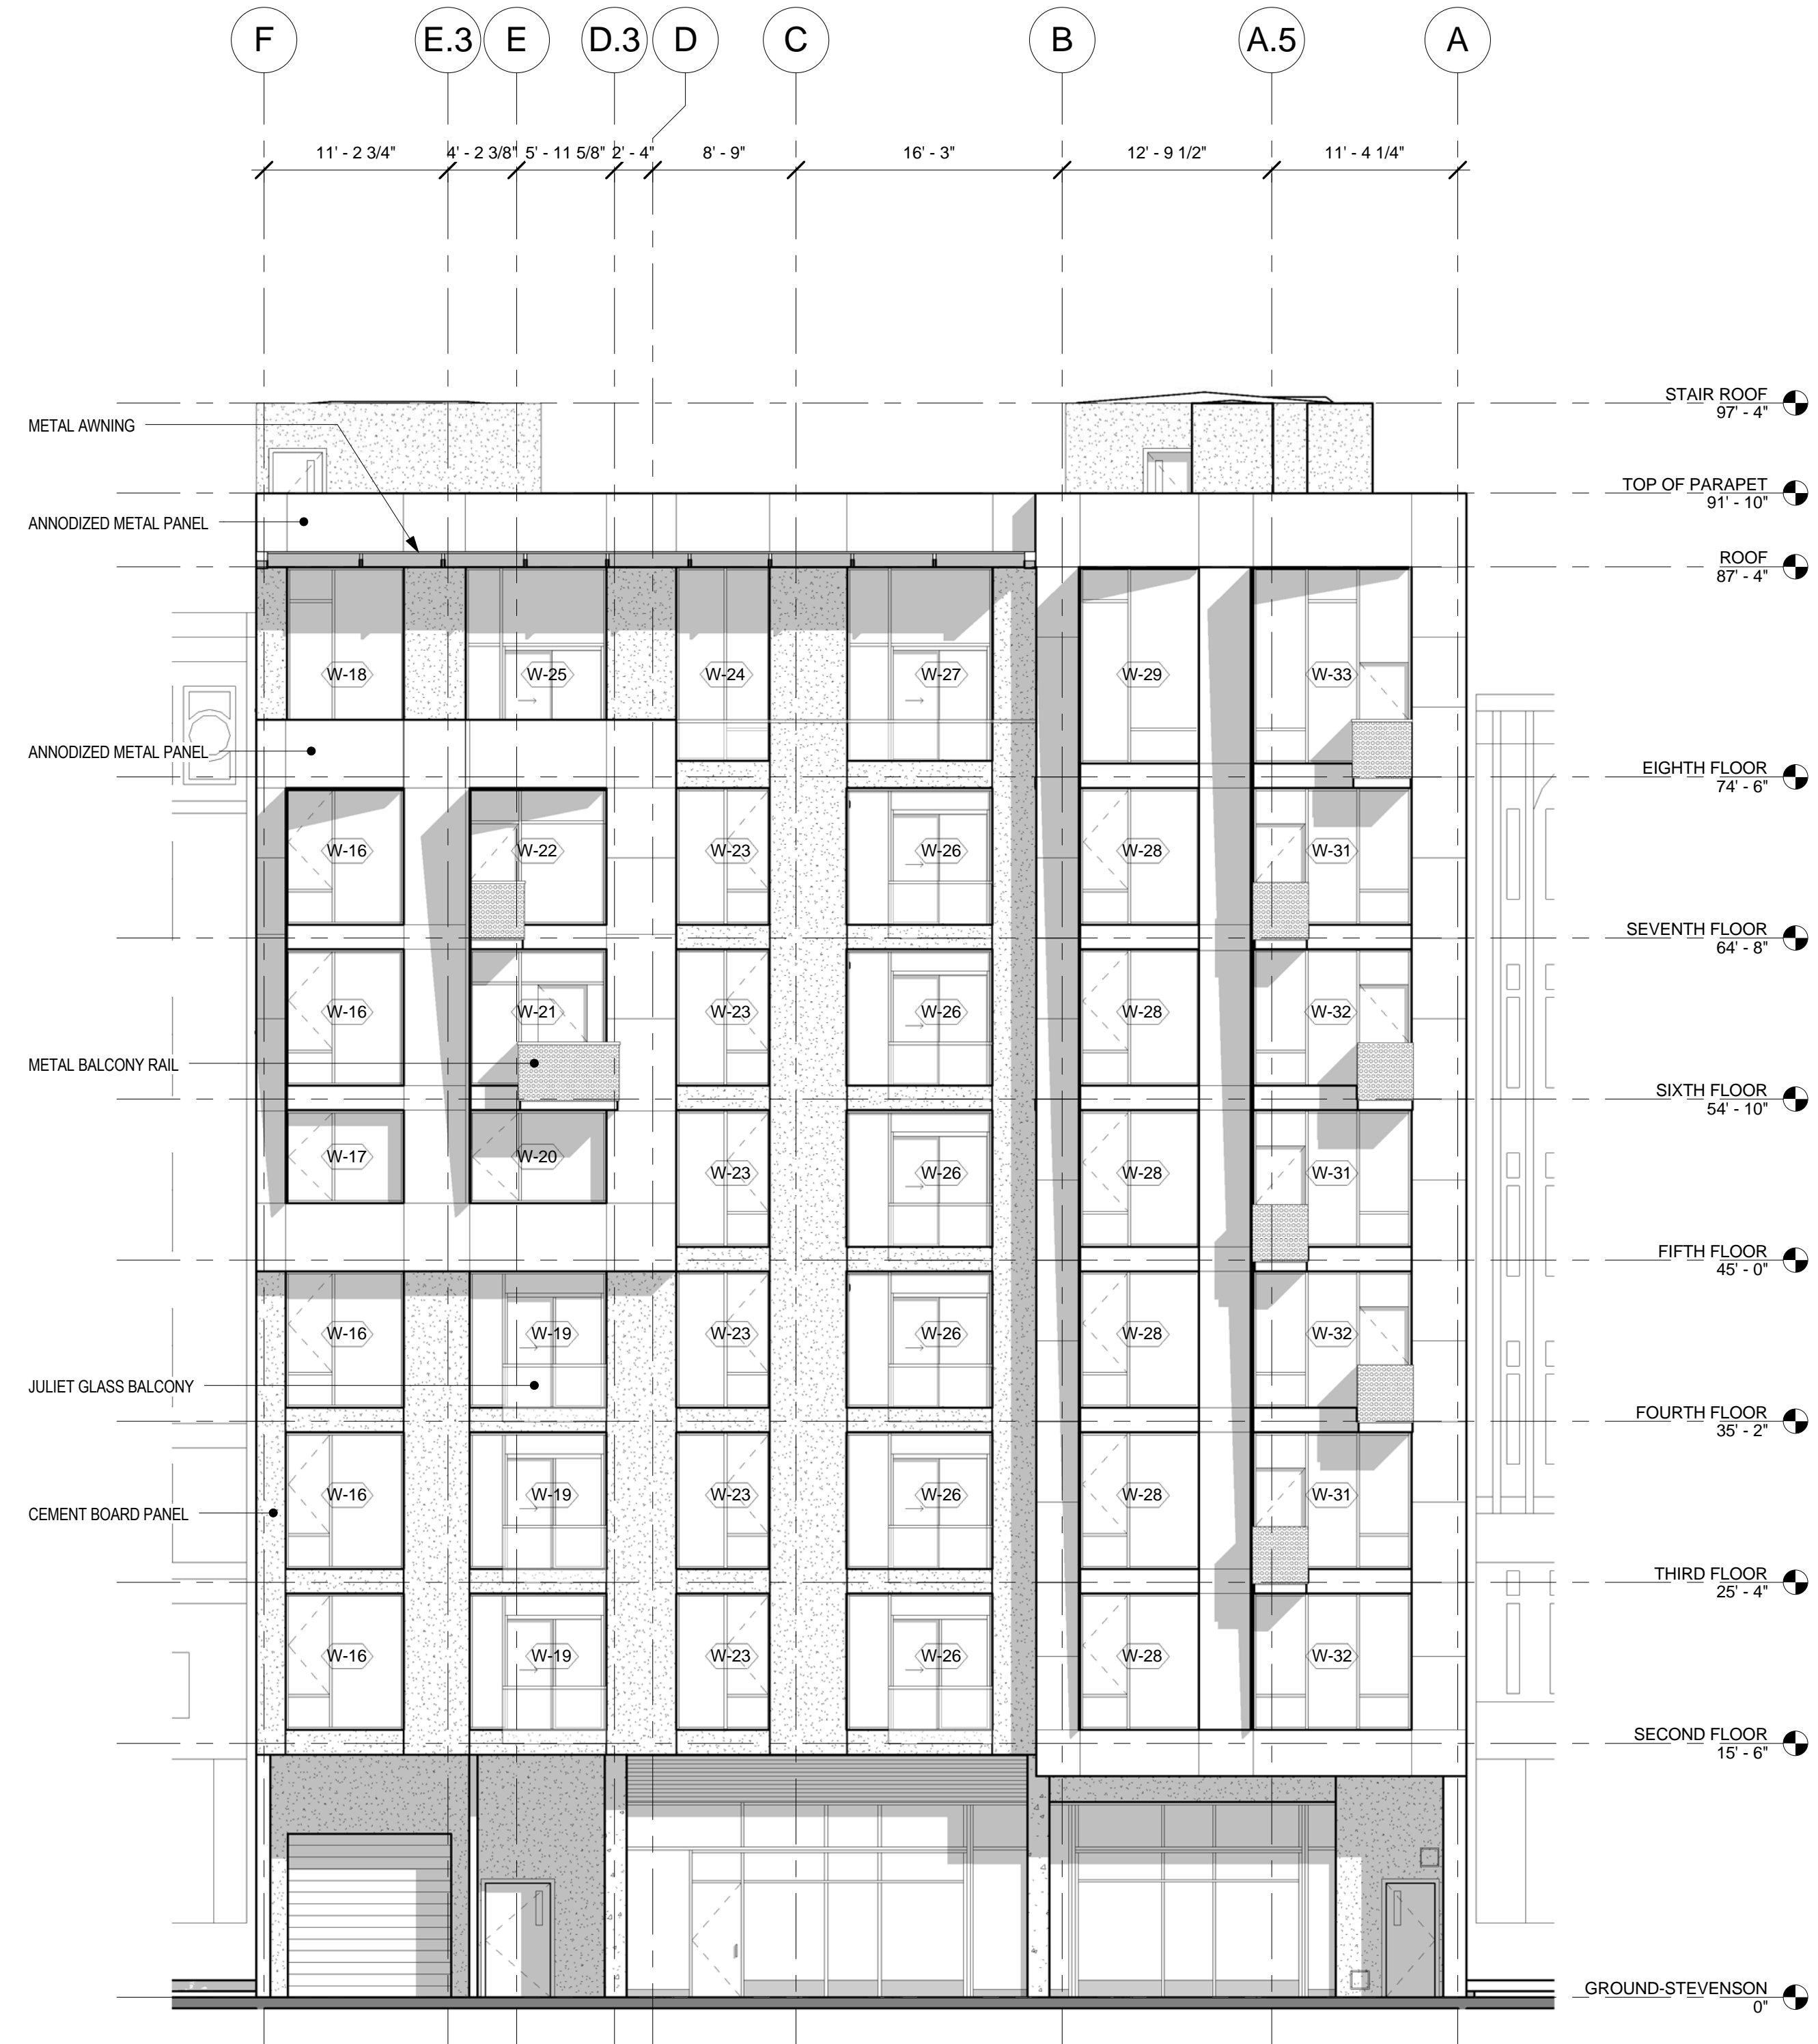 F E.3 E D.3 D C B A.5 A
11' - 2 3/4" 4' - 2 3/8" 5' - 11 5/8" 2' - 4" 8' - 9" 16' - 3" 12' - 9 1/2" 11' - 4 1/4"
STAIR ROOF
97' - 4"
METAL AWNING
TOP OF PARAPET
91' - 10"
ANNODIZED METAL PANEL
ROOF
87' - 4"
W-18 W-25 W-24 W-27 W-29 W-33
ANNODIZED METAL PANEL
EIGHTH FLOOR
74' - 6"
W-16 W-22 W-23 W-26 W-28 W-31
SEVENTH FLOOR
64' - 8"
W-16 W-21 W-23 W-26 W-28 W-32
METAL BALCONY RAIL
SIXTH FLOOR
54' - 10"
W-17 W-20 W-23 W-26 W-28 W-31
FIFTH FLOOR
45' - 0"
W-16 W-19 W-23 W-26 W-28 W-32
JULIET GLASS BALCONY
FOURTH FLOOR
35' - 2"
W-16 W-19 W-23 W-26 W-28 W-31
CEMENT BOARD PANEL
THIRD FLOOR
25' - 4"
W-16 W-19 W-23 W-26 W-28 W-32
SECOND FLOOR
15' - 6"
GROUND-STEVENSON
0"